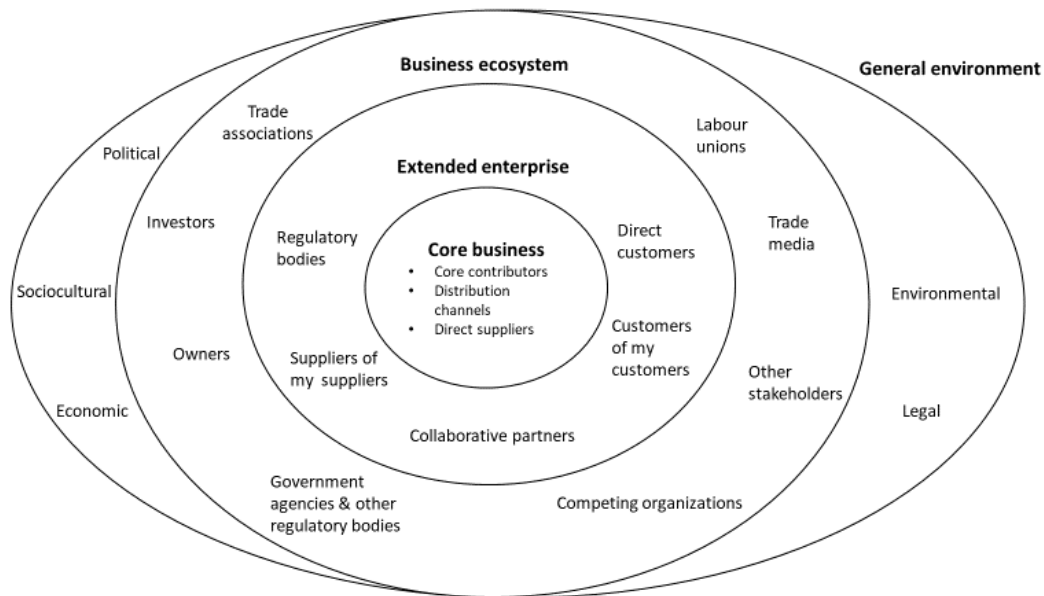 Business ecosystem
General environment
Trade
associations
Labour
unions
Political
Extended enterprise
Investors
Regulatory
bodies
Direct
customers
Trade
media
Core business
• Core contributors
• Distribution
channels
• Direct suppliers
Sociocultural
Environmental
Owners
Suppliers of
my suppliers
Customers
of my
customers
Other
stakeholders
Economic
Legal
Collaborative partners
Government
agencies & other
regulatory bodies
Competing organizations